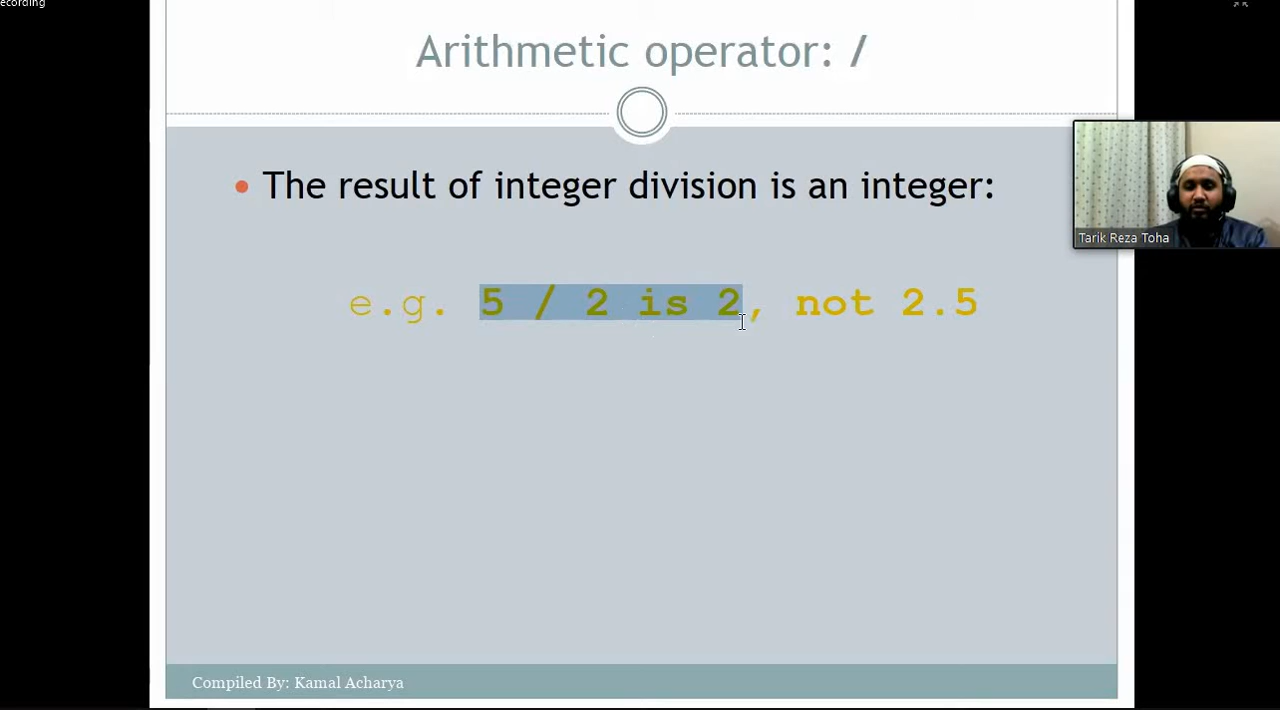 ecording
Arithmetic operator: /
• The result of integer division is an integer:
Tarik Reza Toha
e.g. 5 / 2 is 2, not 2.5
Compiled By: Kamal Acharya